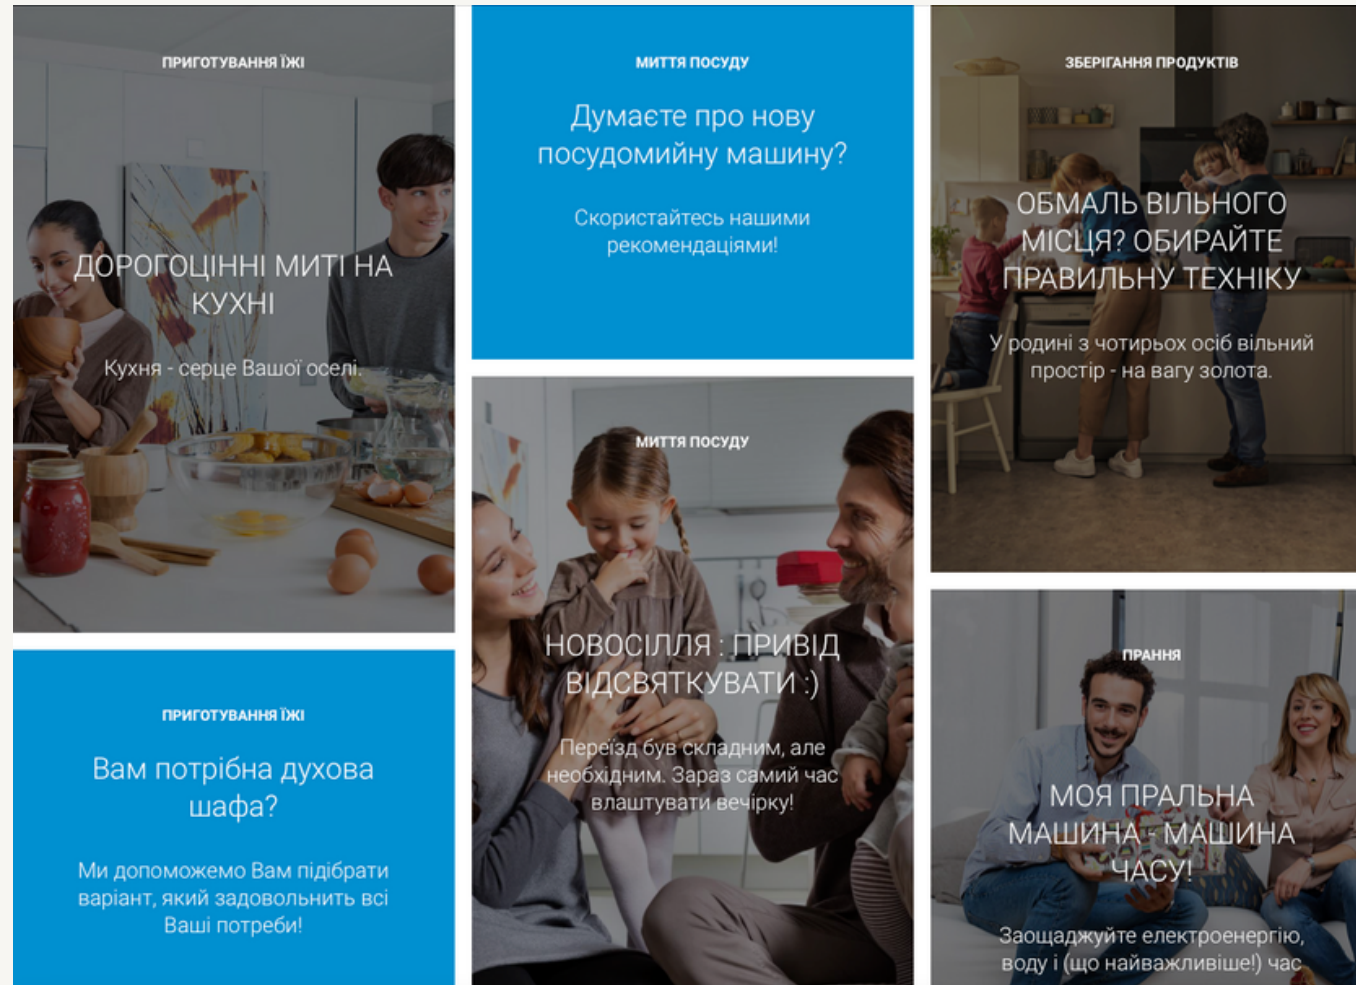 ПРИГОТУВАННЯ ЇЖІ
ДОРОГОЦІННІ МИТІ НА
КУХНІ
Кухня - серце Вашої оселі.
ПРИГОТУВАННЯ ЇЖІ
Вам потрібна духова
шафа?
Ми допоможемо Вам підібрати
варіант, який задовольнить всі
Ваші потреби!
МИТТЯ ПОСУДУ
Думаєте про нову
посудомийну машину?
Скористайтесь нашими
рекомендаціями!
МИТТЯ ПОСУДУ
НОВОСІЛЛЯ : ПРИВІД
ВІДСВЯТКУВАТИ :)
Переїзд був складним, але
необхідним. Зараз самий час
влаштувати вечірку!
ЗБЕРІГАННЯ ПРОДУКТІВ
ОБМАЛЬ ВІЛЬНОГО
МІСЦЯ? ОБИРАЙТЕ
ПРАВИЛЬНУ ТЕХНІКУ
У родині з чотирьох осіб вільний
простір - на вагу золота.
ПРАННЯ
МОЯ ПРАЛЬНА
МАШИНА - МАШИНА
ЧАСУ!
Заощаджуйте електроенергію,
воду і (що найважливіше!) час